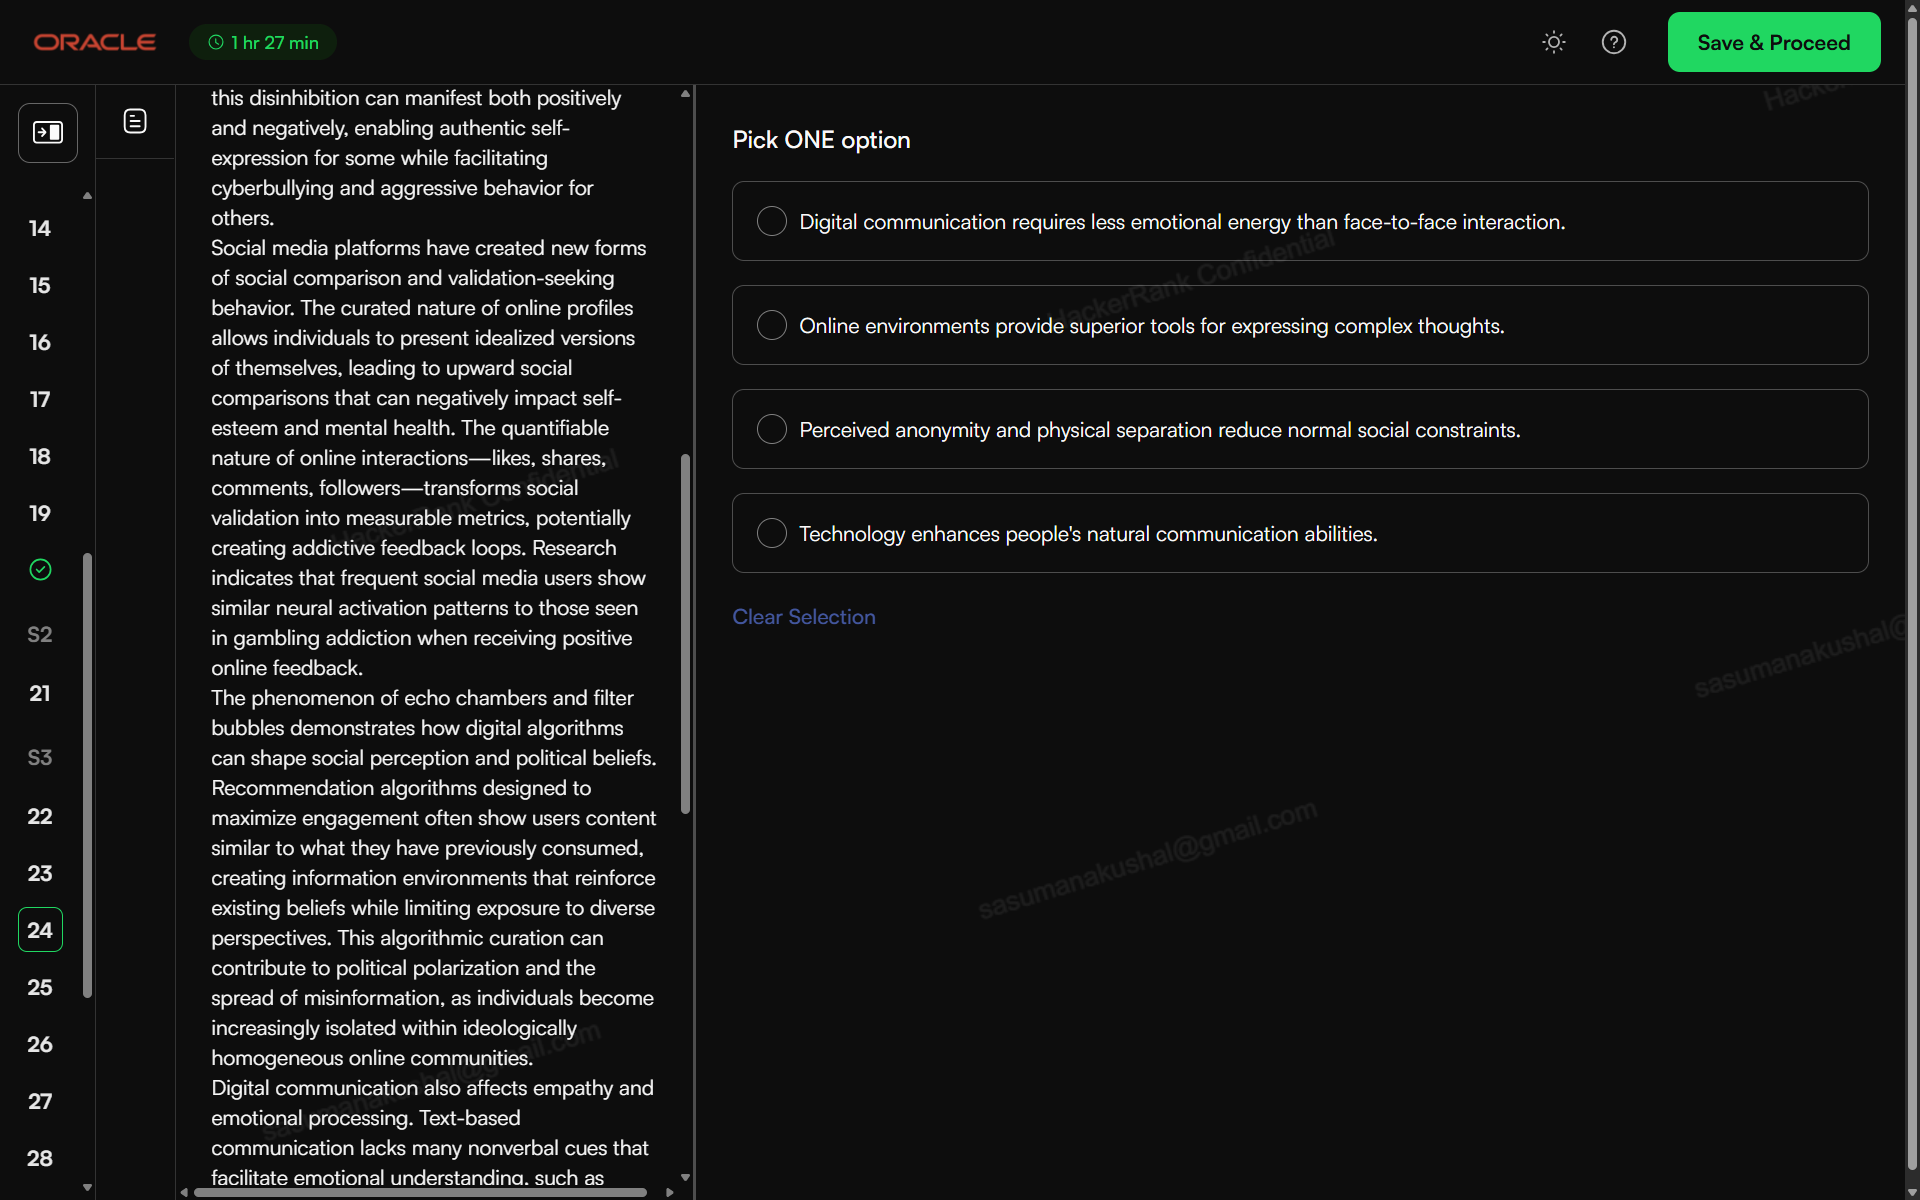 ORACLE
1 hr 27 min
Save & Proceed
14
15
16
17
18
19
S2
21
S3
22
23
24
25
26
27
28
this disinhibition can manifest both positively
and negatively, enabling authentic self-
expression for some while facilitating
cyberbullying and aggressive behavior for
others.
Social media platforms have created new forms
of social comparison and validation-seeking
behavior. The curated nature of online profiles
allows individuals to present idealized versions
of themselves, leading to upward social
comparisons that can negatively impact self-
esteem and mental health. The quantifiable
nature of online interactions—likes, shares,
comments, followers—transforms social
validation into measurable metrics, potentially
creating addictive feedback loops. Research
indicates that frequent social media users show
similar neural activation patterns to those seen
in gambling addiction when receiving positive
online feedback.
The phenomenon of echo chambers and filter
bubbles demonstrates how digital algorithms
can shape social perception and political beliefs.
Recommendation algorithms designed to
maximize engagement often show users content
similar to what they have previously consumed,
creating information environments that reinforce
existing beliefs while limiting exposure to diverse
perspectives. This algorithmic curation can
contribute to political polarization and the
spread of misinformation, as individuals become
increasingly isolated within ideologically
homogeneous online communities.
Digital communication also affects empathy and
emotional processing. Text-based
communication lacks many nonverbal cues that
facilitate emotional understanding, such as
HackerRank Confidential
sasumanakushal@gmail.com
Pick ONE option
Digital communication requires less emotional energy than face-to-face interaction.
Online environments provide superior tools for expressing complex thoughts.
Perceived anonymity and physical separation reduce normal social constraints.
Technology enhances people's natural communication abilities.
Clear Selection
HackerRank Confidential
Hacker
sasumanakushal@
sasumanakushal@gmail.com